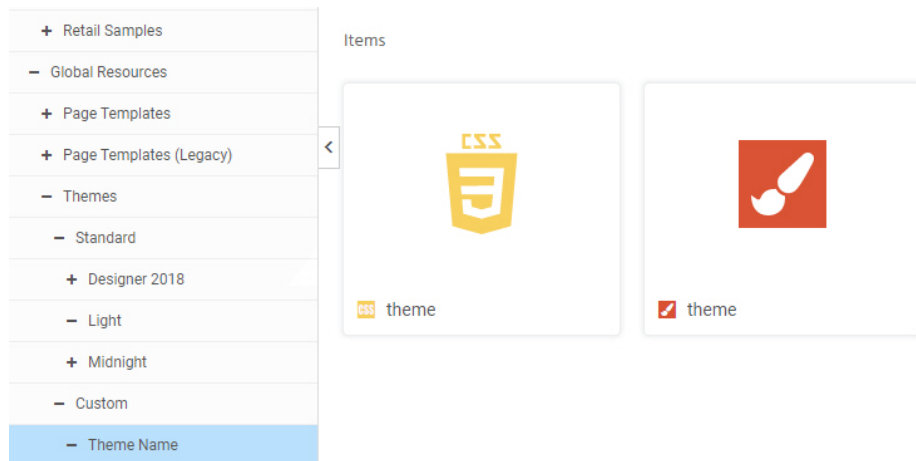 Retail Samples
Global Resources
Page Templates
Page Templates (Legacy)
Themes
Standard
Designer 2018
Light
Midnight
Custom
Theme Name
Items
CSS
CSS theme
theme